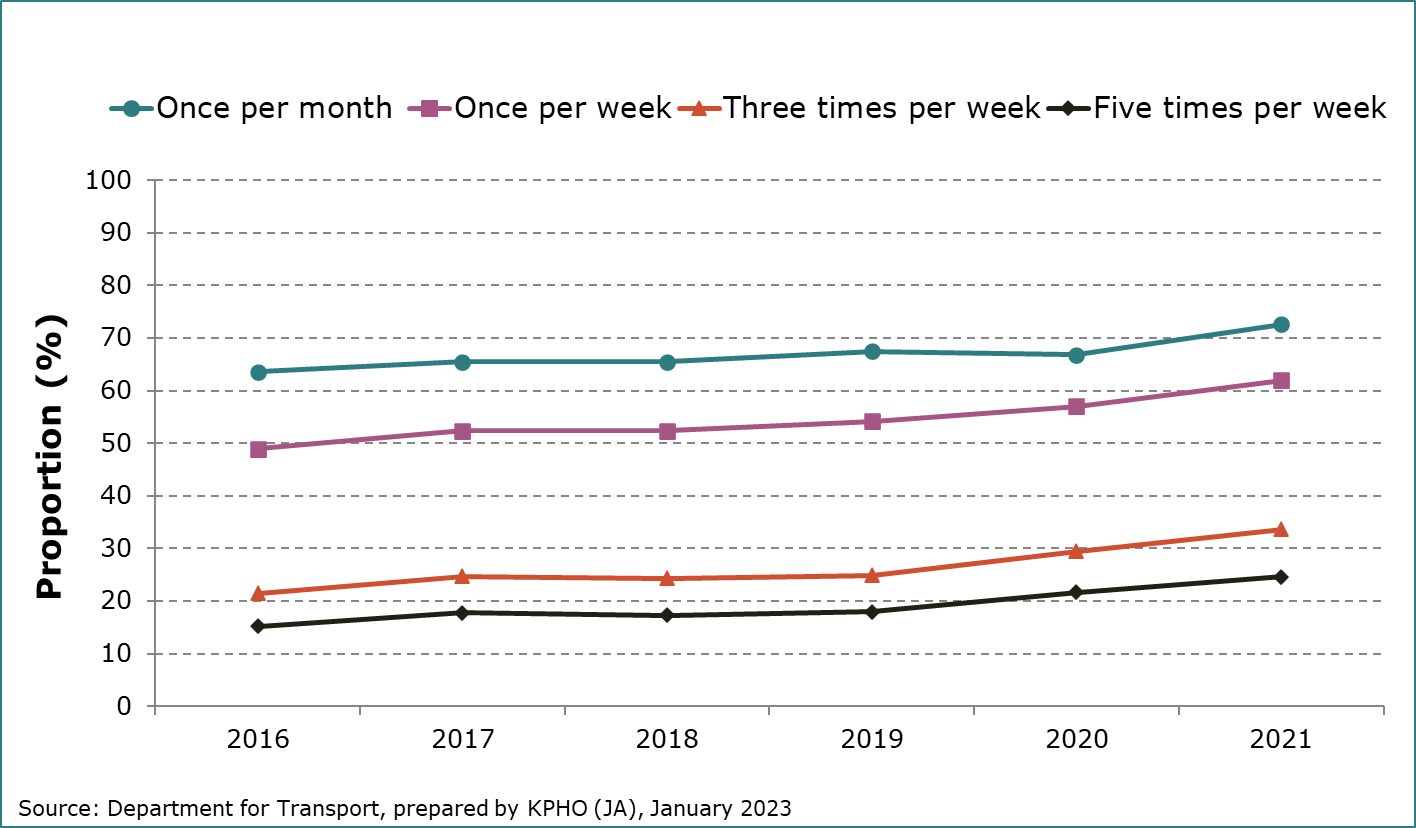 Once per month Once per week Three times per week Five times per week
Proportion (%)
100
90
80
70
60
50
40
30
20
10
0
2016 2017 2018 2019 2020 2021
Source: Department for Transport, prepared by KPHO (JA), January 2023